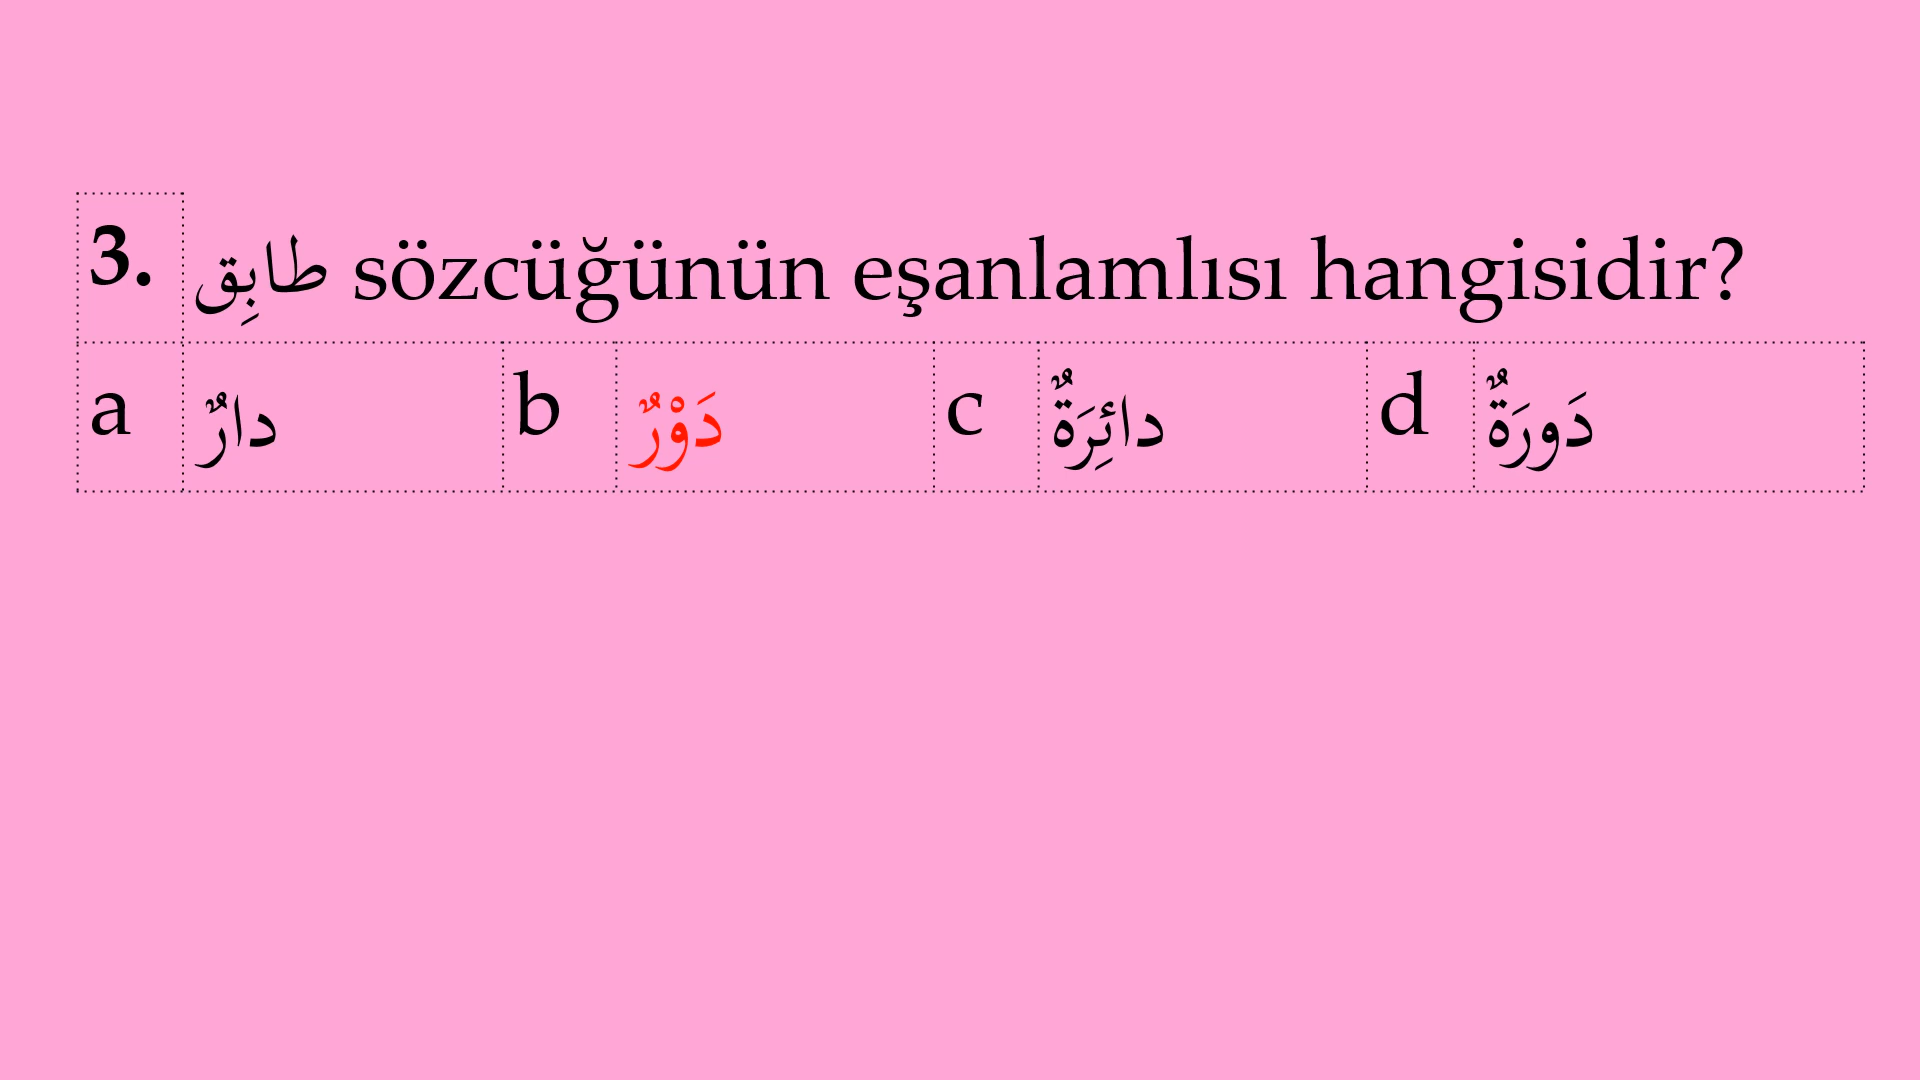 3. طابِق sözcüğünün eşanlamlısı hangisidir?
a دارٌ b دَوْرٌ c دائِرَةٌ d دَورَةٌ